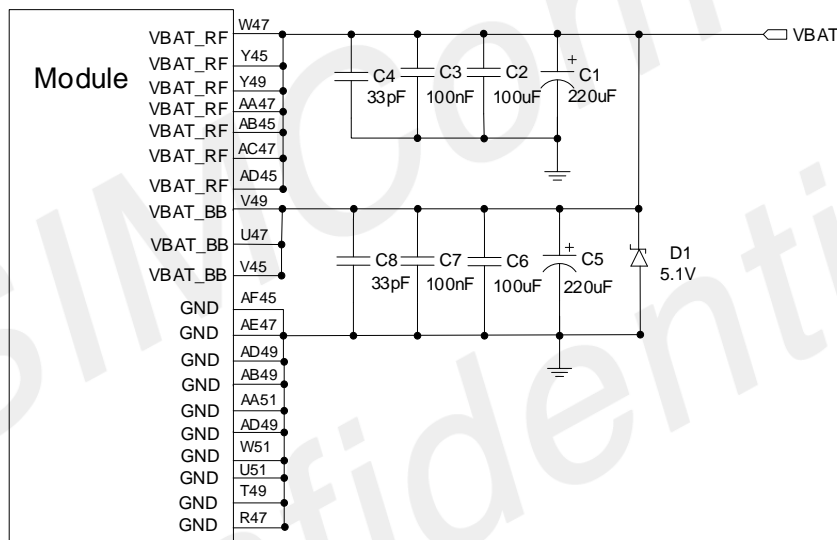 Module
VBAT_RF W47
VBAT_RF Y45
VBAT_RF Y49
VBAT_RF AA47
VBAT_RF AB45
VBAT_RF AC47
VBAT_RF AD45
VBAT_BB V49
VBAT_BB U47
VBAT_BB V45
GND AF45
GND AE47
GND AD49
GND AB49
GND AA51
GND AD49
GND W51
GND U51
GND T49
GND R47
VBAT
C4 C3 C2 + C1
33pF 100nF 100uF 220uF
C8 C7 C6 + C5
33pF 100nF 100uF 220uF
D1
5.1V
SIMCom
fidenti